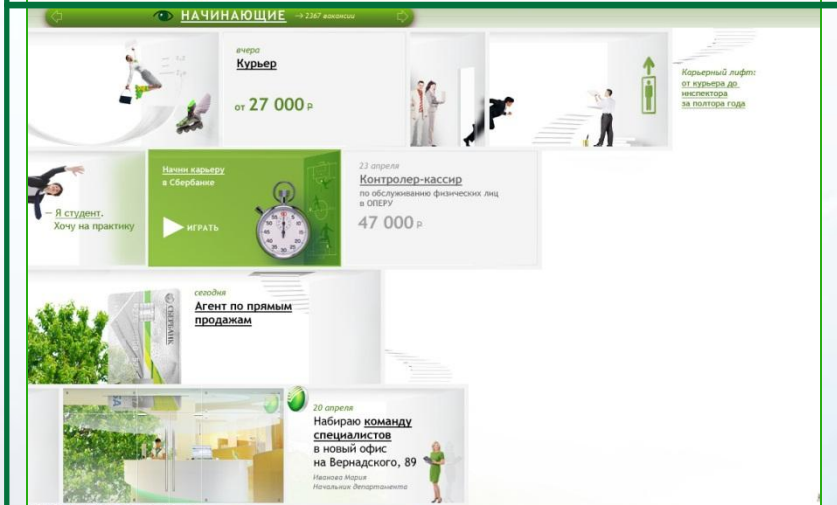 НАЧИНАЮЩИЕ → 2367 вакансии
вчера
Курьер
от 27 000 Р
Карьерный лифт:
от курьера до
инспектора
за полтора года
– Я студент.
Хочу на практику
Начни карьеру
в Сбербанке
ИГРАТЬ
23 апреля
Контролер-кассир
по обслуживанию физических лиц
в ОПЕРУ
47 000 Р
сегодня
Агент по прямым
продажам
СБЕРБАНК
20 апреля
Набираю команду
специалистов
в новый офис
на Вернадского, 89
Иванова Мария
Начальник департамента